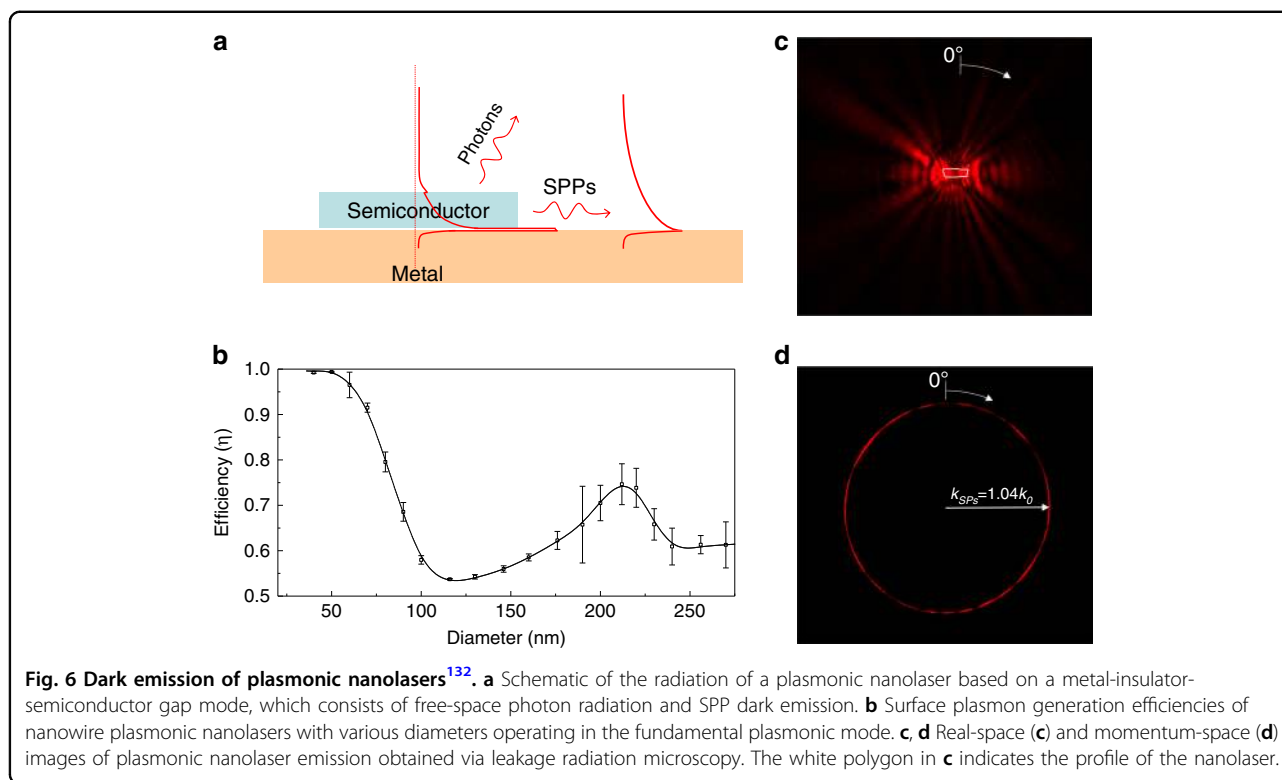 a
Photons
SPPs
Semiconductor
Metal
b
1.0
0.9
0.8
0.7
0.6
0.5
Efficiency (η)
50
100
150
200
250
Diameter (nm)
c
0°
d
0°
kSPs=1.04k0
Fig. 6 Dark emission of plasmonic nanolasers132. a Schematic of the radiation of a plasmonic nanolaser based on a metal-insulator-
semiconductor gap mode, which consists of free-space photon radiation and SPP dark emission. b Surface plasmon generation efficiencies of
nanowire plasmonic nanolasers with various diameters operating in the fundamental plasmonic mode. c, d Real-space (c) and momentum-space (d)
images of plasmonic nanolaser emission obtained via leakage radiation microscopy. The white polygon in c indicates the profile of the nanolaser.